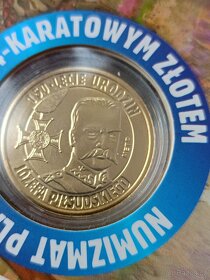 -KARATOWYM ZŁOTEM
150-LECIE URODZIN
JÓZEFA PIŁSUDSKIEGO
NUMIZMAT PL